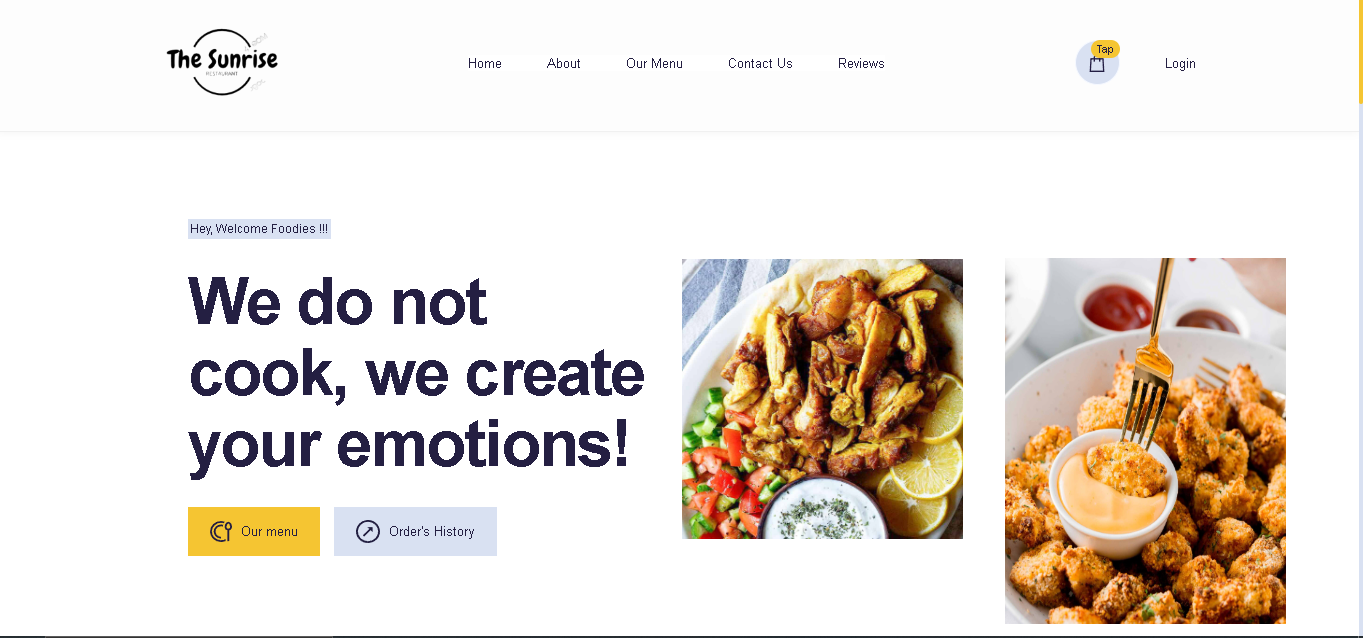 The Sunrise
RESTAURANT
Home
About
Our Menu
Contact Us
Reviews
Tap
Login
Hey, Welcome Foodies !!!
We do not
cook, we create
your emotions!
Our menu
Order's History